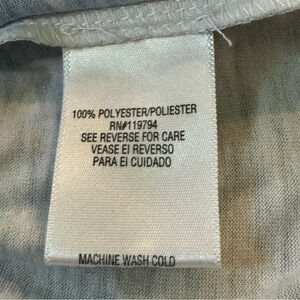 100% POLYESTER/POLIESTER
RN#119794
SEE REVERSE FOR CARE
VEASE EI REVERSO
PARA EI CUIDADO
MACHINE WASH COLD